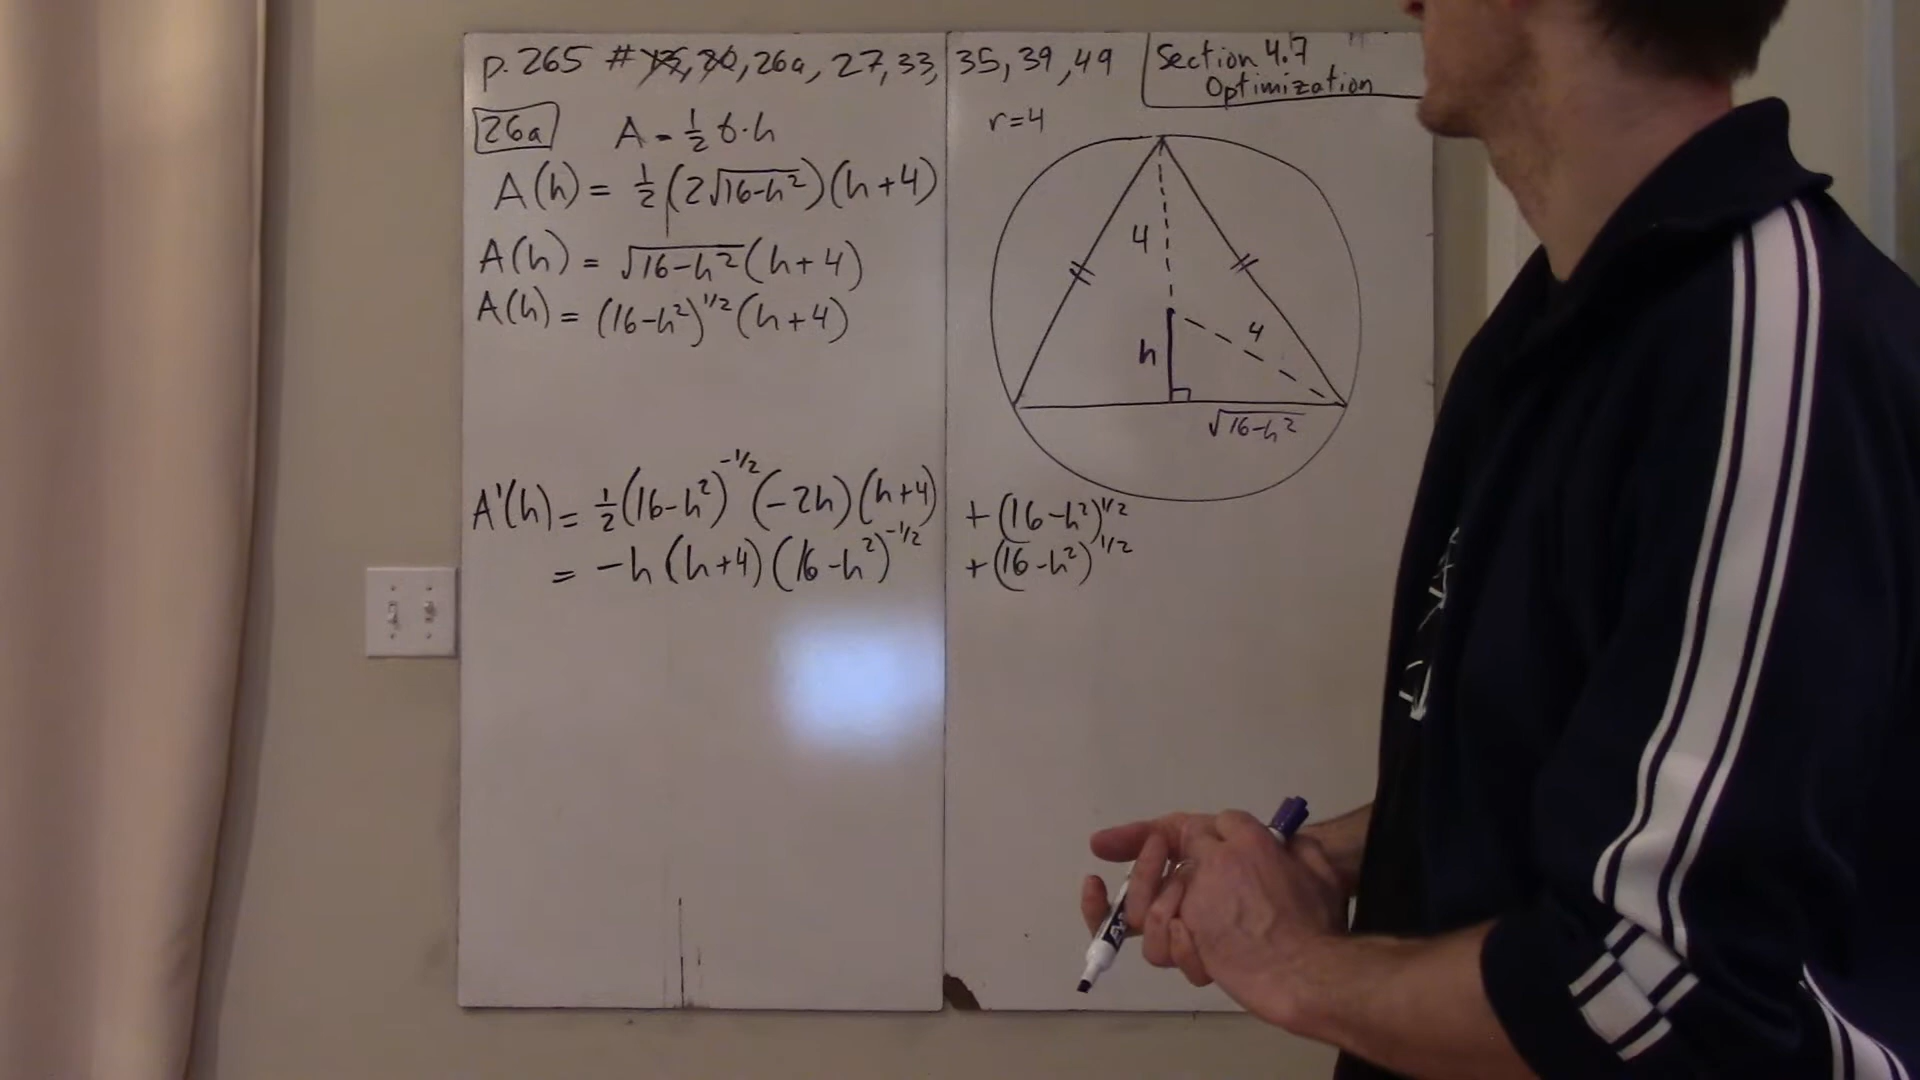 p. 265 # 13, 20, 26a, 27, 33, 35, 39, 49
Section 4.7
Optimization
26a
A = ½ b·h
A(h) = ½(2√16-h²)(h+4)
A(h) = √16-h²(h+4)
A(h) = (16-h²)^1/2(h+4)
A'(h) = ½(16-h²)^-1/2(-2h)(h+4) + (16-h²)^1/2
= -h(h+4)(16-h²)^-1/2 + (16-h²)^1/2
r=4
4
4
h
√16-h²